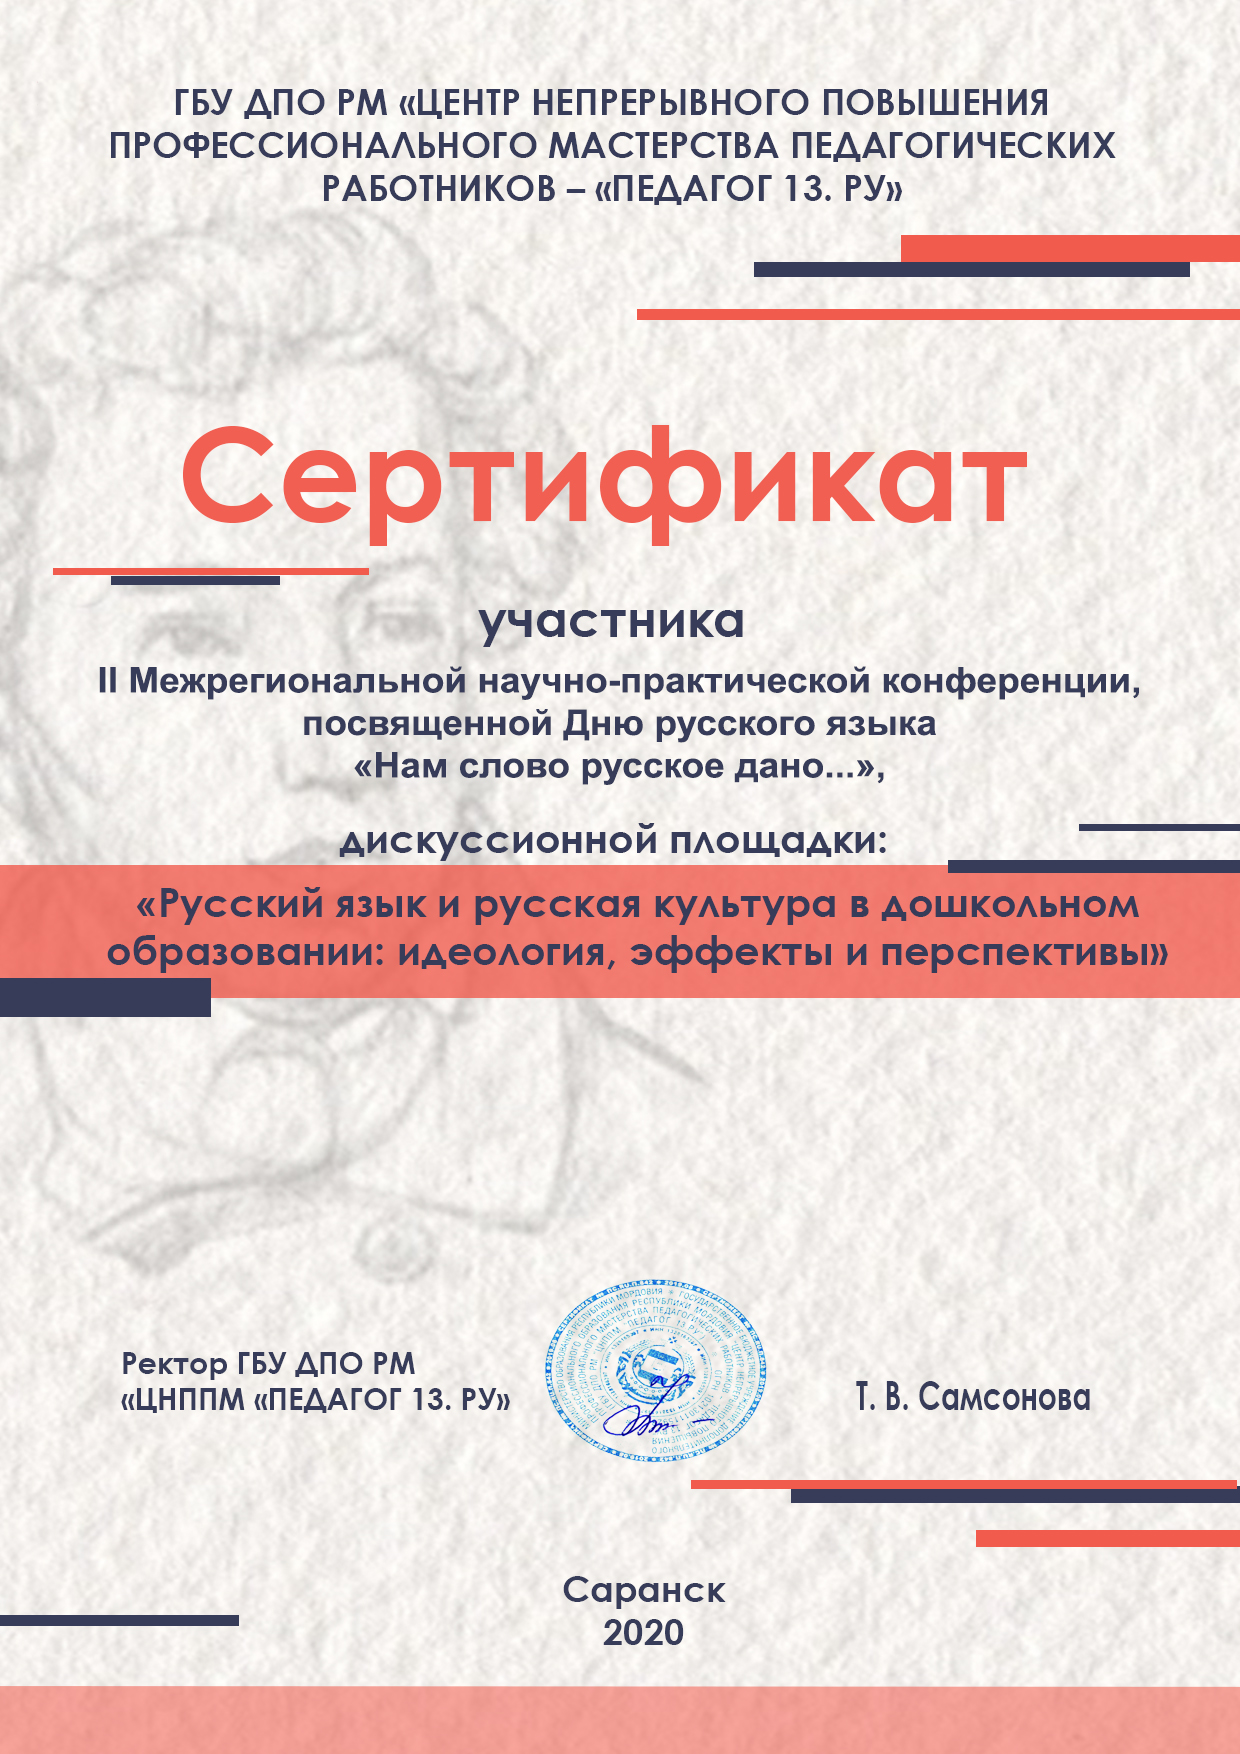 ГБУ ДПО РМ «ЦЕНТР НЕПРЕРЫВНОГО ПОВЫШЕНИЯ
ПРОФЕССИОНАЛЬНОГО МАСТЕРСТВА ПЕДАГОГИЧЕСКИХ
РАБОТНИКОВ – «ПЕДАГОГ 13. РУ»
Сертификат
участника
II Межрегиональной научно-практической конференции,
посвященной Дню русского языка
«Нам слово русское дано...»,
дискуссионной площадки:
«Русский язык и русская культура в дошкольном
образовании: идеология, эффекты и перспективы»
Ректор ГБУ ДПО РМ
«ЦНППМ «ПЕДАГОГ 13. РУ»
Т. В. Самсонова
Саранск
2020